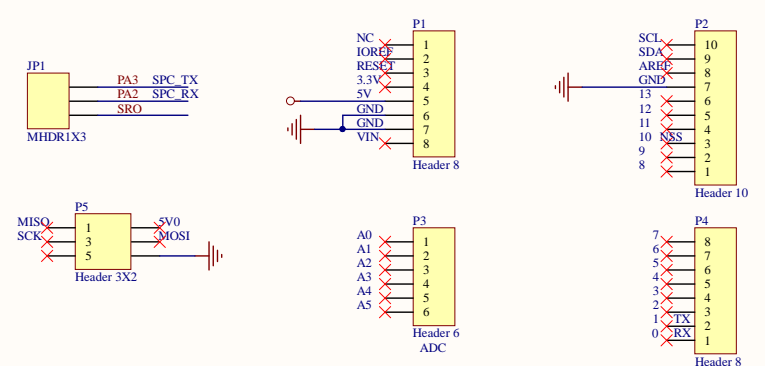 JP1
PA3 SPC_TX
PA2 SPC_RX
SRO
MHDR1X3
P1
NC 1
IOREF 2
RESET 3
3.3V 4
5V 5
GND 6
GND 7
VIN 8
Header 8
P2
SCL 10
SDA 9
AREF 8
GND 7
13 6
12 5
11 4
10 NSS 3
9 2
8 1
Header 10
P5
MISO 1 5V0
SCK 3 MOSI
5
Header 3X2
P3
A0 1
A1 2
A2 3
A3 4
A4 5
A5 6
Header 6
ADC
P4
7 8
6 7
5 6
4 5
3 4
2 3
1 TX 2
0 RX 1
Header 8